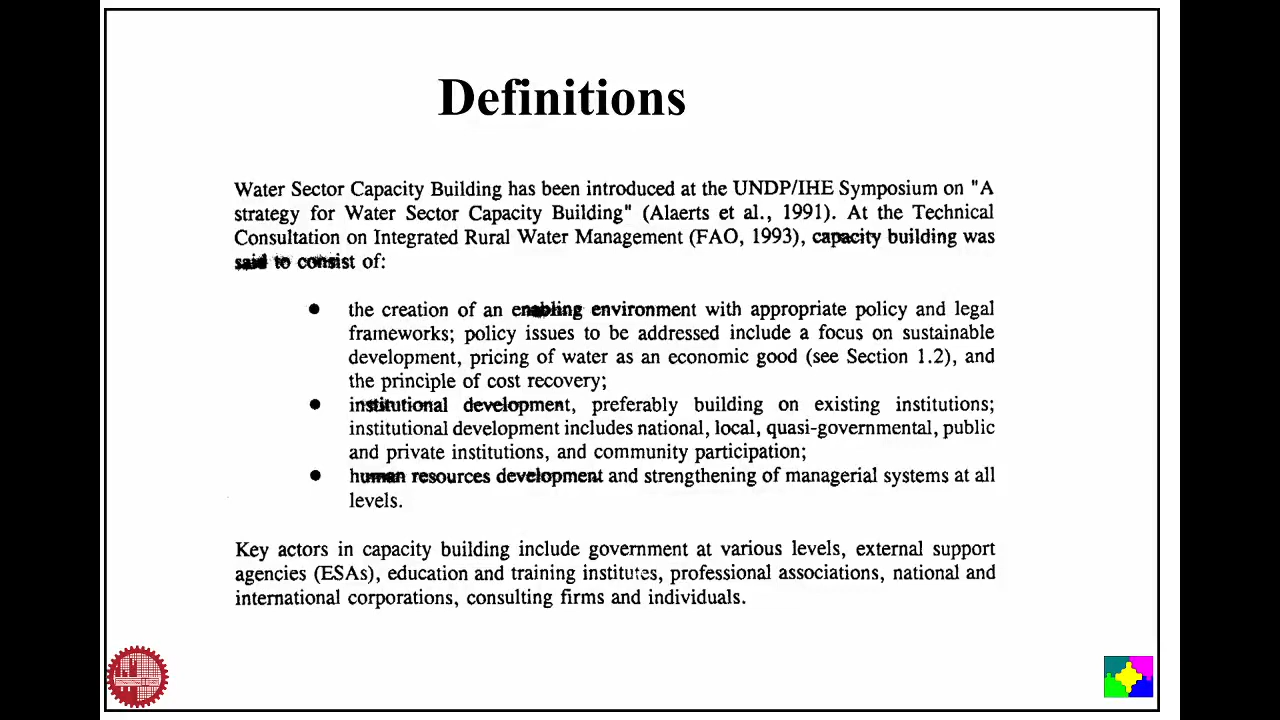 Definitions
Water Sector Capacity Building has been introduced at the UNDP/IHE Symposium on "A
strategy for Water Sector Capacity Building" (Alaerts et al., 1991). At the Technical
Consultation on Integrated Rural Water Management (FAO, 1993), capacity building was
said to consist of:
● the creation of an enabling environment with appropriate policy and legal
frameworks; policy issues to be addressed include a focus on sustainable
development, pricing of water as an economic good (see Section 1.2), and
the principle of cost recovery;
● institutional development, preferably building on existing institutions;
institutional development includes national, local, quasi-governmental, public
and private institutions, and community participation;
● human resources development and strengthening of managerial systems at all
levels.
Key actors in capacity building include government at various levels, external support
agencies (ESAs), education and training institutes, professional associations, national and
international corporations, consulting firms and individuals.